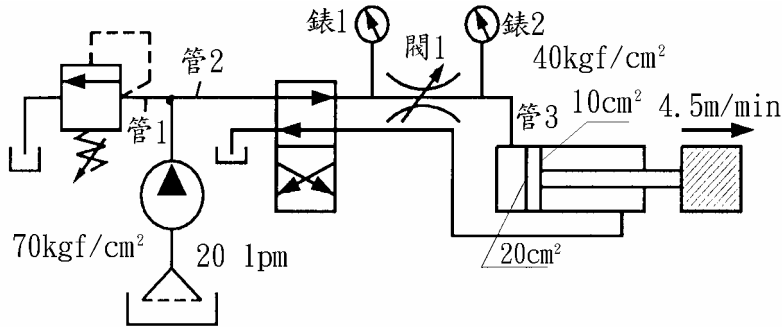 錶1
閥1
錶2
40kgf/cm²
管2
10cm²
4.5m/min
管1
管3
70kgf/cm²
20 lpm
20cm²